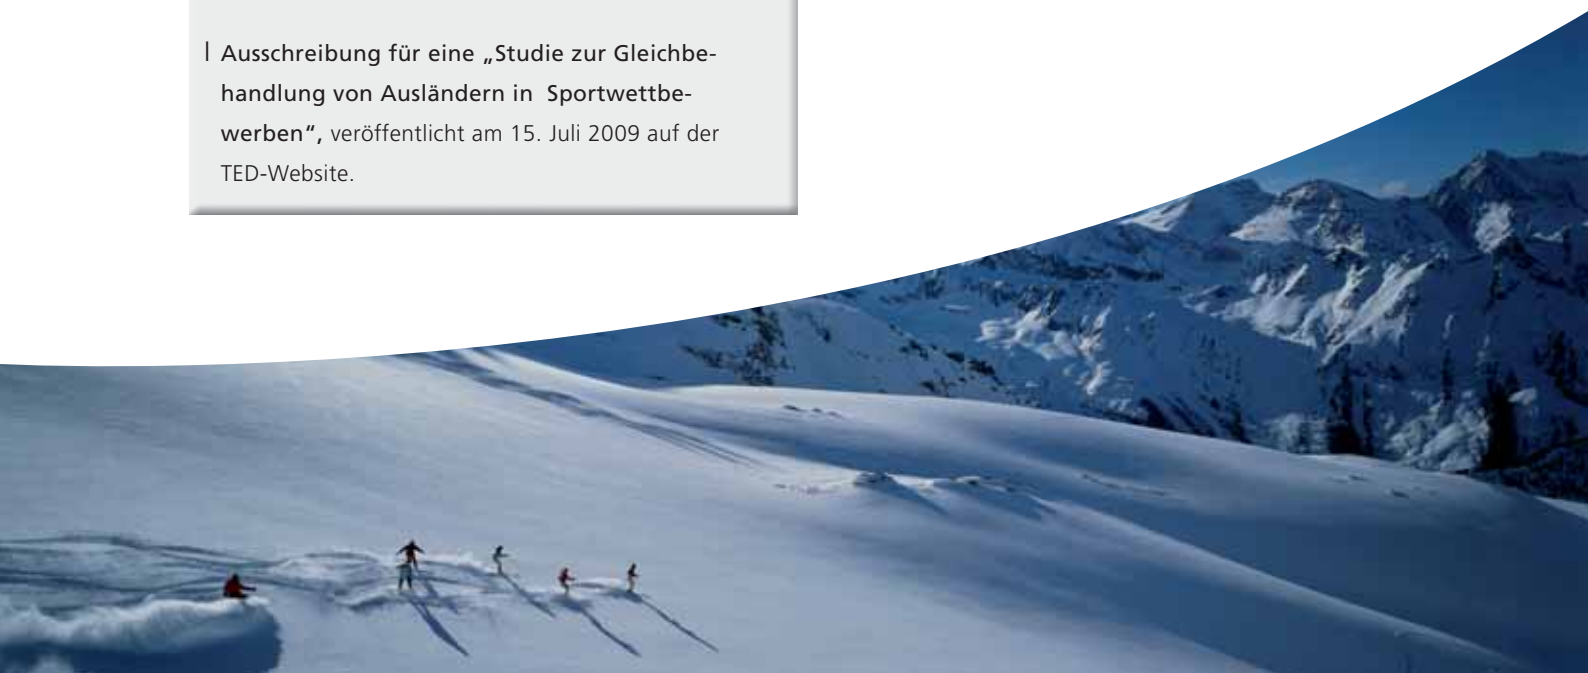 | Ausschreibung für eine „Studie zur Gleichbe-
handlung von Ausländern in Sportwettbe-
werben“, veröffentlicht am 15. Juli 2009 auf der
TED-Website.